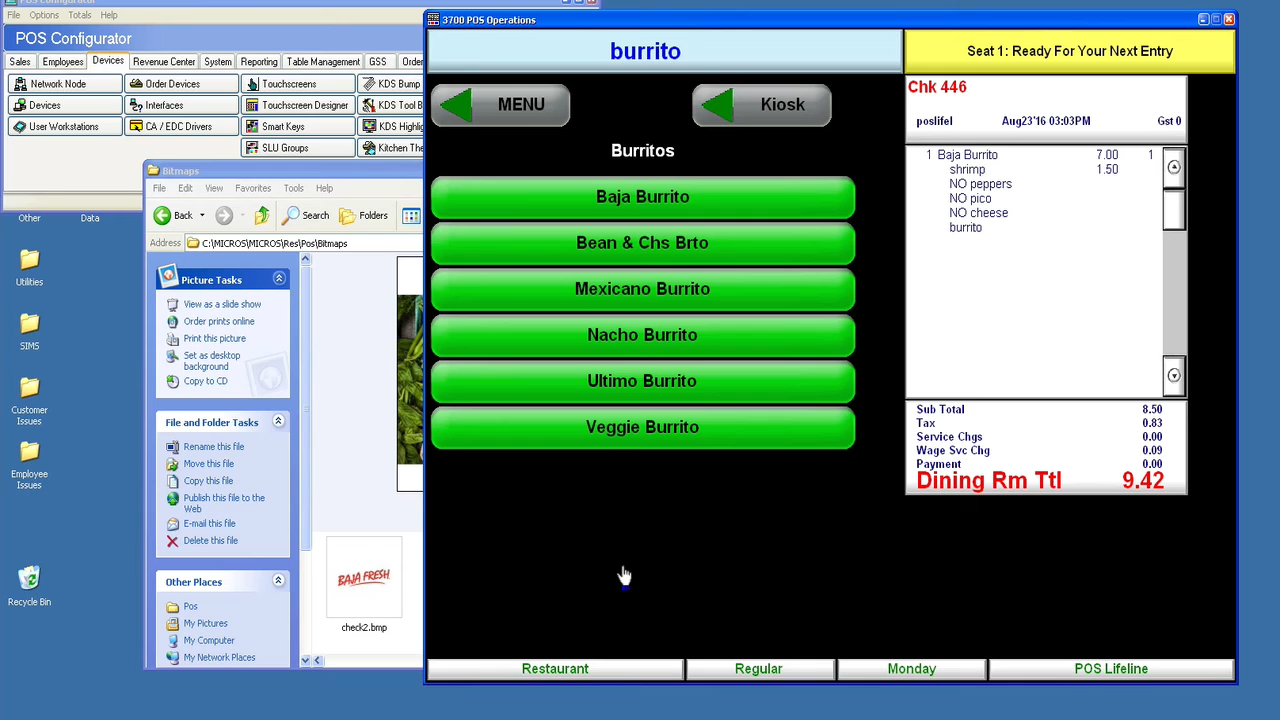 File Options Totals Help
POS Configurator
Sales Employees Devices Revenue Center System Reporting Table Management GSS
Network Node Order Devices Touchscreens KDS Bump
Devices Interfaces Touchscreen Designer KDS Tool B
User Workstations CA / EDC Drivers Smart Keys KDS Highlig
SLU Groups Kitchen The
Other Data
Utilities
SIMS
Customer
Issues
Employee
Issues
Recycle Bin
Bitmaps
File Edit View Favorites Tools Help
Back Search Folders
Address C:\MICROS\MICROS\Res\Pos\Bitmaps
Picture Tasks
View as a slide show
Order prints online
Print this picture
Set as desktop
background
Copy to CD
File and Folder Tasks
Rename this file
Move this file
Copy this file
Publish this file to the
Web
E-mail this file
Delete this file
Other Places
Pos
My Pictures
My Computer
My Network Places
BAJA FRESH
check2.bmp
3700 POS Operations
burrito
Seat 1: Ready For Your Next Entry
MENU Kiosk
Burritos
Baja Burrito
Bean & Chs Brto
Mexicano Burrito
Nacho Burrito
Ultimo Burrito
Veggie Burrito
Chk 446
poslifel Aug23'16 03:03PM Gst 0
1 Baja Burrito 7.00 1
shrimp 1.50
NO peppers
NO pico
NO cheese
burrito
Sub Total 8.50
Tax 0.83
Service Chgs 0.00
Wage Svc Chg 0.09
Payment 0.00
Dining Rm Ttl 9.42
Restaurant Regular Monday POS Lifeline